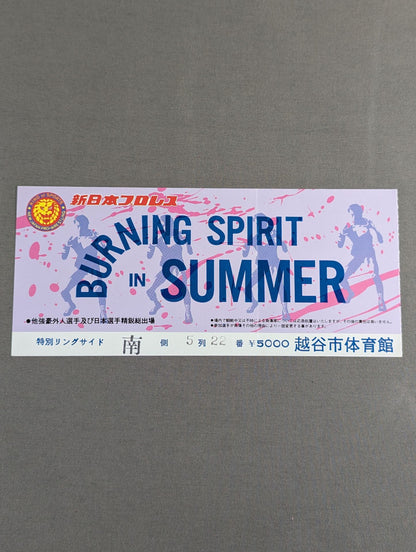 新日本プロレス
BURNING SPIRIT
IN SUMMER
●他強豪外人選手及び日本選手精鋭総出場
特別リングサイド 南 側 5 列 22 番 ¥5000 越谷市体育館